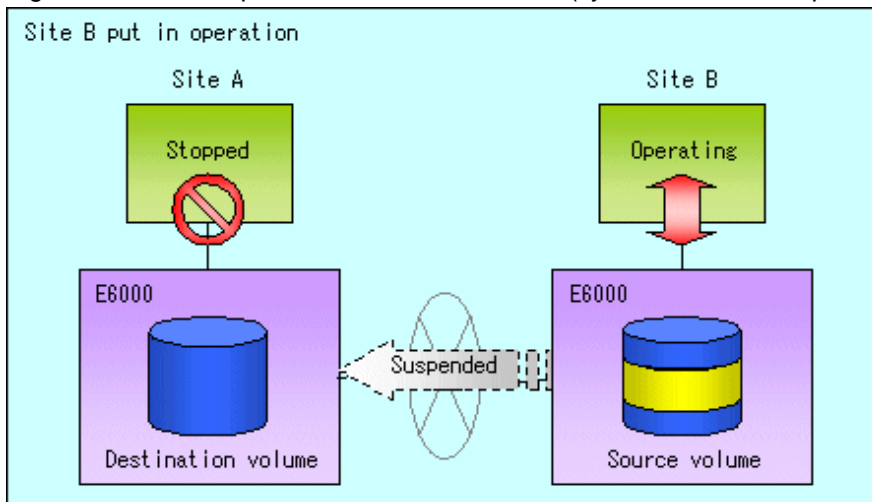 Site B put in operation
Site A
Site B
Stopped
Operating
E6000
E6000
Suspended
Destination volume
Source volume